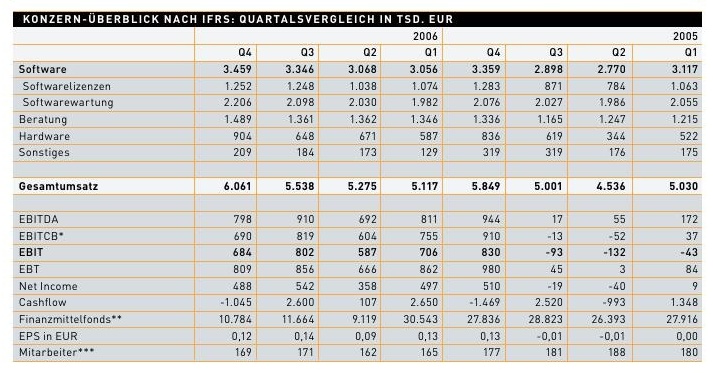 KONZERN-ÜBERBLICK NACH IFRS: QUARTALSVERGLEICH IN TSD. EUR
2006 2005
Q4 Q3 Q2 Q1 Q4 Q3 Q2 Q1
Software 3.459 3.346 3.068 3.056 3.359 2.898 2.770 3.117
Softwarelizenzen 1.252 1.248 1.038 1.074 1.283 871 784 1.063
Softwarewartung 2.206 2.098 2.030 1.982 2.076 2.027 1.986 2.055
Beratung 1.489 1.361 1.362 1.346 1.336 1.165 1.247 1.215
Hardware 904 648 671 587 836 619 344 522
Sonstiges 209 184 173 129 319 319 176 175
Gesamtumsatz 6.061 5.538 5.275 5.117 5.849 5.001 4.536 5.030
EBITDA 798 910 692 811 944 17 55 172
EBITCB* 690 819 604 755 910 -13 -52 37
EBIT 684 802 587 706 830 -93 -132 -43
EBT 809 856 666 862 980 45 3 84
Net Income 488 542 358 497 510 -19 -40 9
Cashflow -1.045 2.600 107 2.650 -1.469 2.520 -993 1.348
Finanzmittelfonds** 10.784 11.664 9.119 30.543 27.836 28.823 26.393 27.916
EPS in EUR 0,12 0,14 0,09 0,13 0,13 -0,01 -0,01 0,00
Mitarbeiter*** 169 171 162 165 177 181 188 180